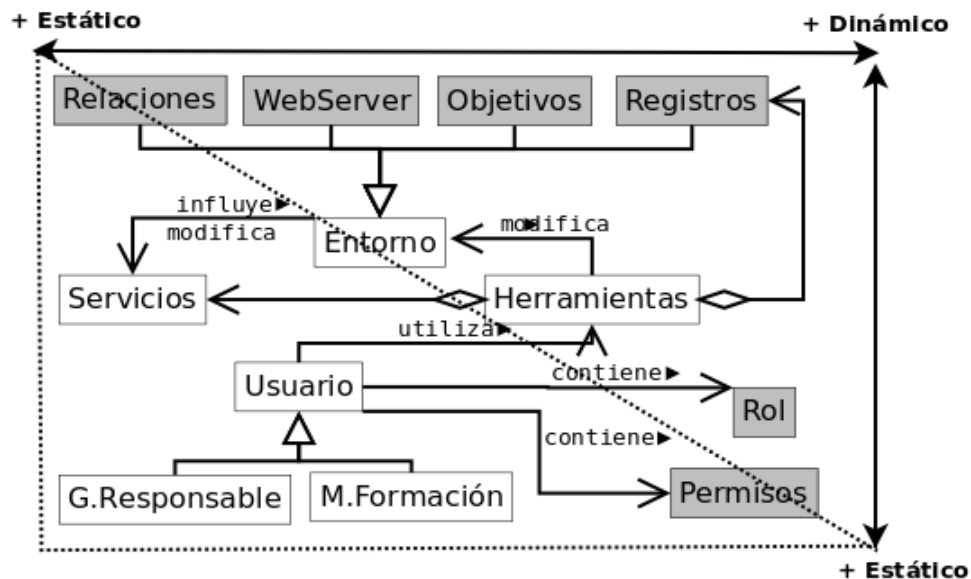 + Estático
+ Dinámico
Relaciones
WebServer
Objetivos
Registros
influye▶
modifica
modifica
Entorno
Servicios
Herramientas
utiliza▶
contiene▶
Usuario
Rol
contiene▶
G.Responsable
M.Formación
Permisos
+ Estático